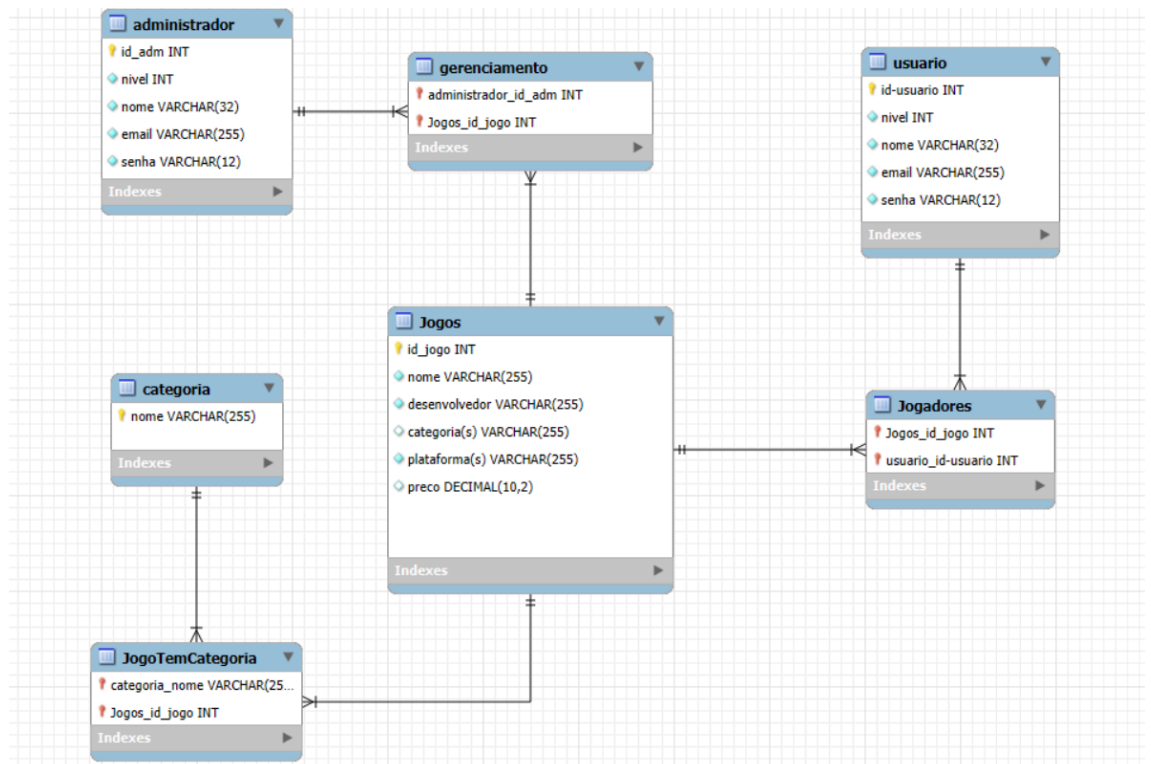 administrador
id_adm INT
nivel INT
nome VARCHAR(32)
email VARCHAR(255)
senha VARCHAR(12)
Indexes
gerenciamento
administrador_id_adm INT
Jogos_id_jogo INT
Indexes
usuario
id-usuario INT
nivel INT
nome VARCHAR(32)
email VARCHAR(255)
senha VARCHAR(12)
Indexes
Jogos
id_jogo INT
nome VARCHAR(255)
desenvolvedor VARCHAR(255)
categoria(s) VARCHAR(255)
plataforma(s) VARCHAR(255)
preco DECIMAL(10,2)
Indexes
categoria
nome VARCHAR(255)
Indexes
Jogadores
Jogos_id_jogo INT
usuario_id-usuario INT
Indexes
JogoTemCategoria
categoria_nome VARCHAR(25...
Jogos_id_jogo INT
Indexes